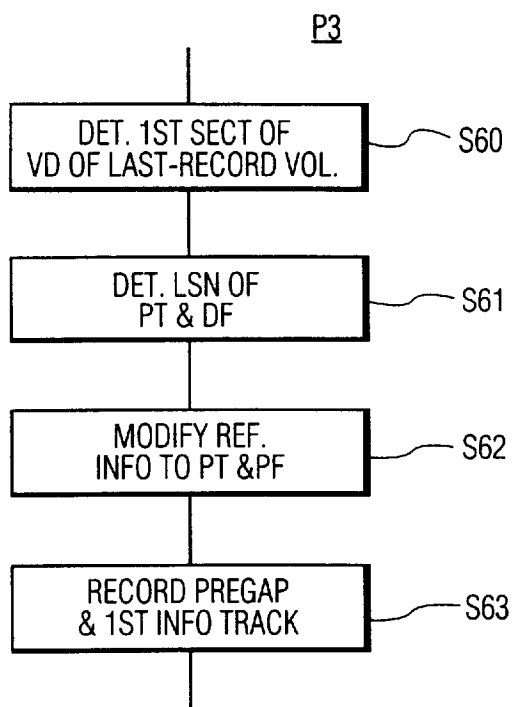 P3
DET. 1ST SECT OF
VD OF LAST-RECORD VOL.
S60
DET. LSN OF
PT & DF
S61
MODIFY REF.
INFO TO PT &PF
S62
RECORD PREGAP
& 1ST INFO TRACK
S63